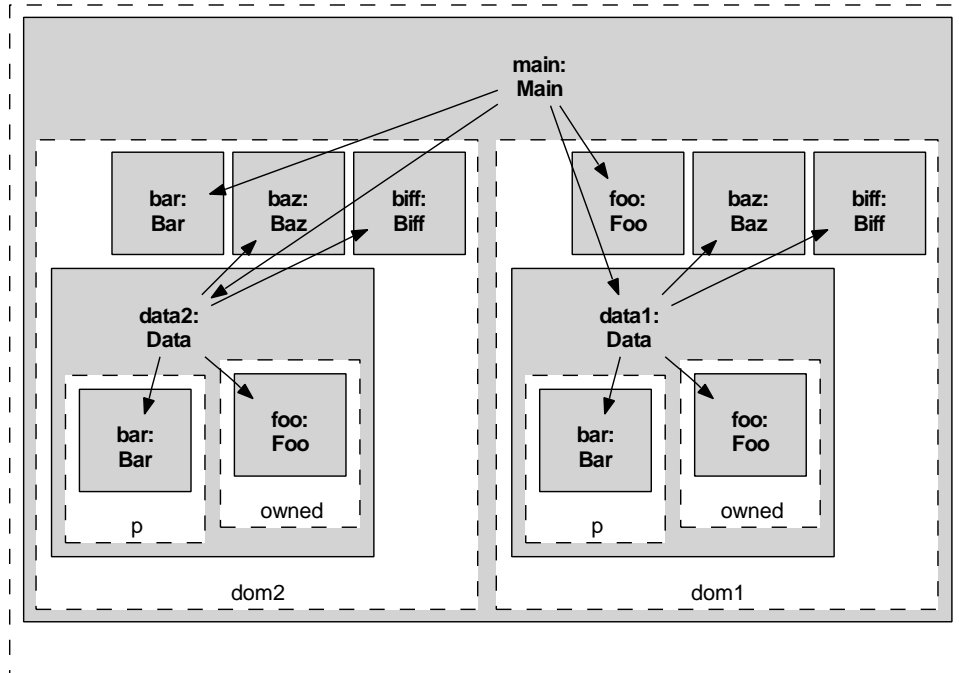 main:
Main
bar:
Bar
baz:
Baz
biff:
Biff
foo:
Foo
baz:
Baz
biff:
Biff
data2:
Data
data1:
Data
bar:
Bar
foo:
Foo
bar:
Bar
foo:
Foo
p
owned
p
owned
dom2
dom1